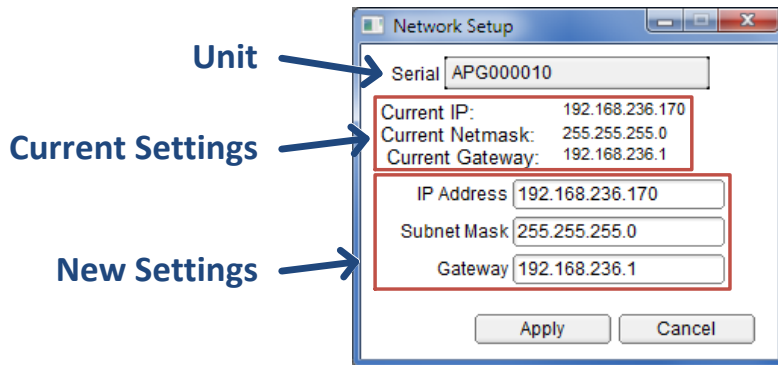 Network Setup
Unit
Serial APG000010
Current Settings
Current IP: 192.168.236.170
Current Netmask: 255.255.255.0
Current Gateway: 192.168.236.1
New Settings
IP Address 192.168.236.170
Subnet Mask 255.255.255.0
Gateway 192.168.236.1
Apply Cancel